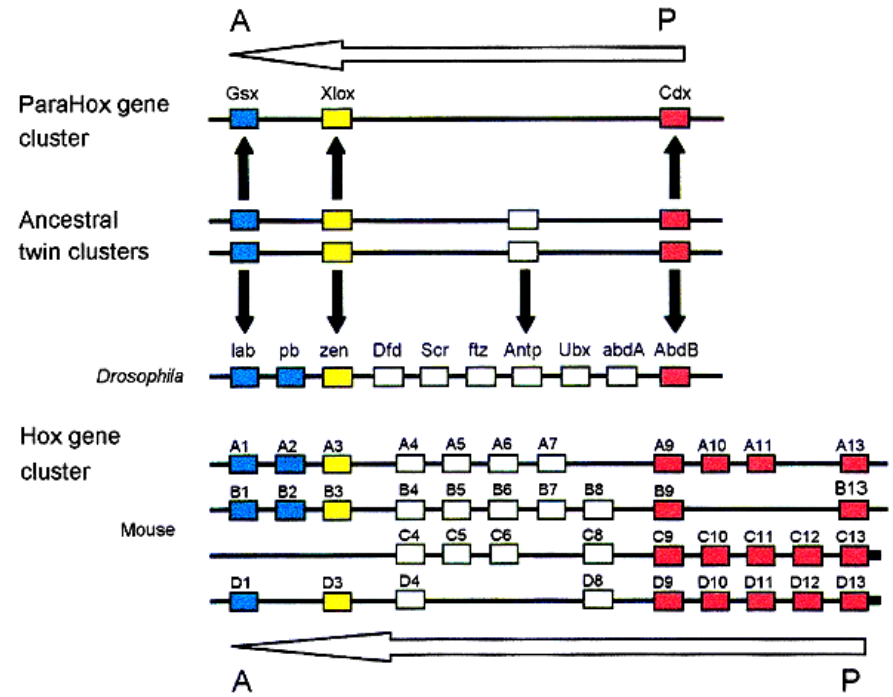 A P
Gsx Xlox Cdx
ParaHox gene
cluster
Ancestral
twin clusters
lab pb zen Dfd Scr ftz Antp Ubx abdA AbdB
Drosophila
Hox gene
cluster
A1 A2 A3 A4 A5 A6 A7 A9 A10 A11 A13
B1 B2 B3 B4 B5 B6 B7 B8 B9 B13
Mouse
C4 C5 C6 C8 C9 C10 C11 C12 C13
D1 D3 D4 D8 D9 D10 D11 D12 D13
A P